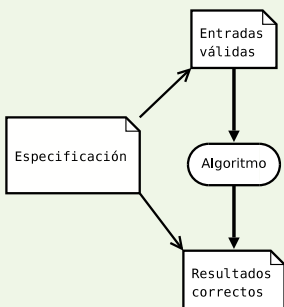 Entradas
válidas
Especificación
Algoritmo
Resultados
correctos